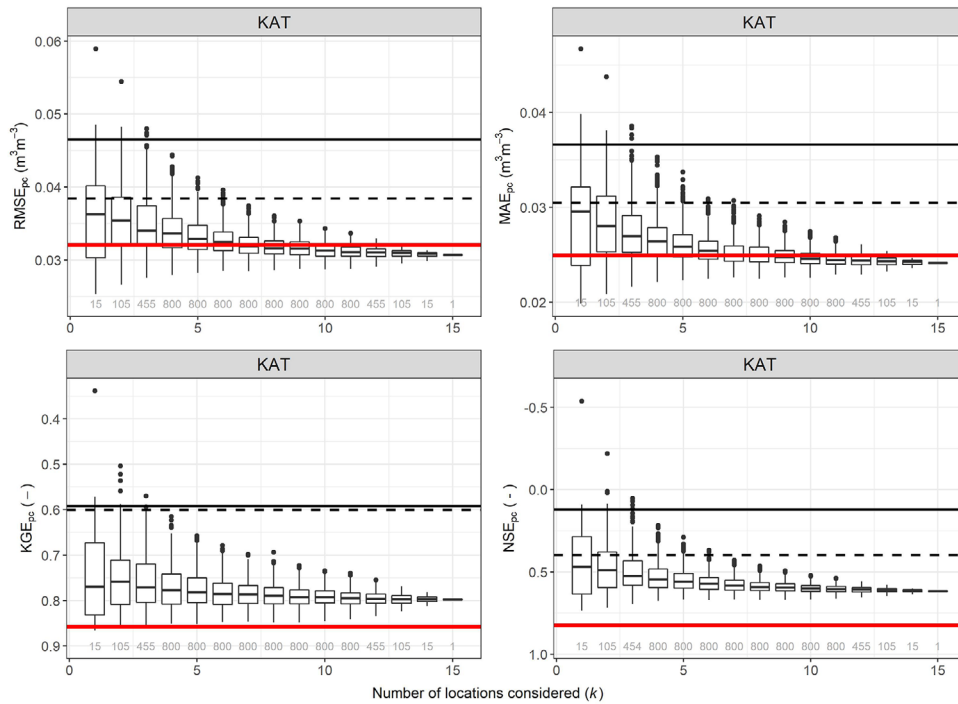 KAT
KAT
0.06
0.05
0.04
0.03
RMSEpc (m³m⁻³)
15 105 455 800 800 800 800 800 800 800 800 455 105 15 1
0 5 10 15
0.04
0.03
0.02
MAEpc (m³m⁻³)
15 105 455 800 800 800 800 800 800 800 800 455 105 15 1
0 5 10 15
KAT
KAT
0.4
0.5
0.6
0.7
0.8
0.9
KGEpc ( – )
15 105 455 800 800 800 800 800 800 800 800 455 105 15 1
0 5 10 15
-0.5
0.0
0.5
1.0
NSEpc ( - )
15 105 454 800 800 800 800 800 800 800 800 455 105 15 1
0 5 10 15
Number of locations considered (k)